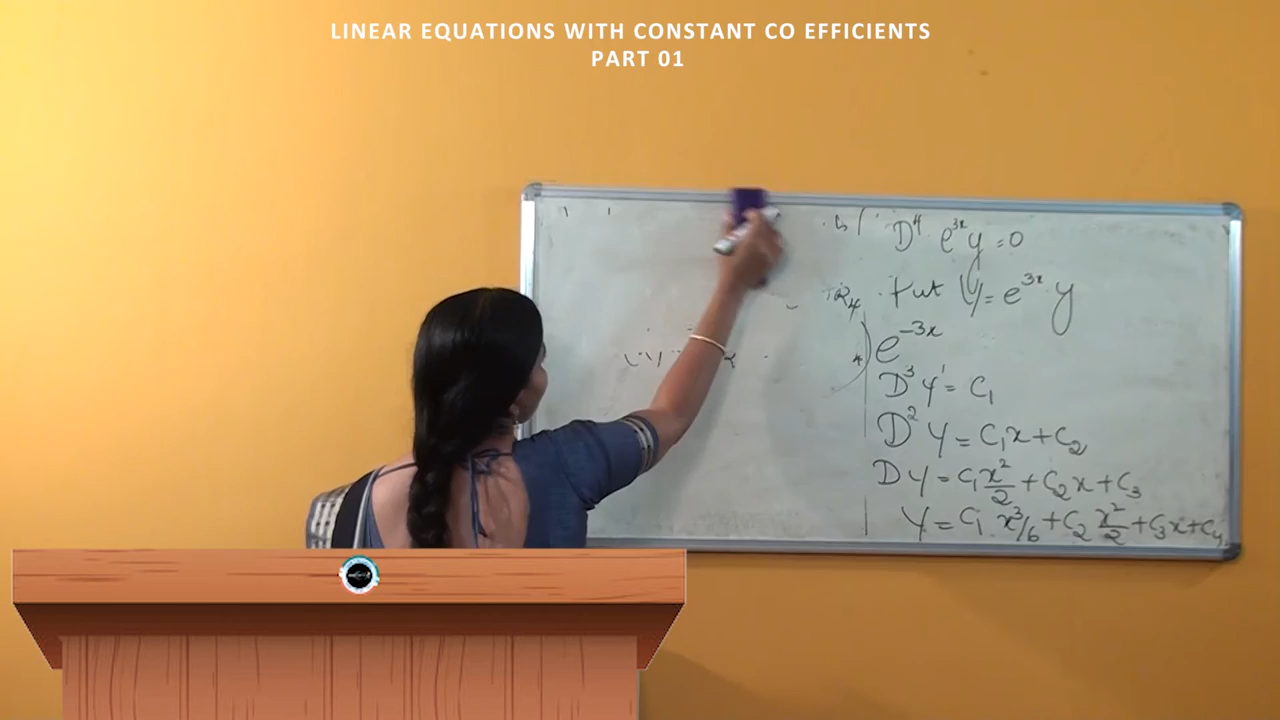 LINEAR EQUATIONS WITH CONSTANT CO EFFICIENTS
PART 01
D⁴ e³ˣy = 0
Put Y = e³ˣ y
e⁻³ˣ
D³ Y = C₁
D² Y = C₁x + C₂
D Y = C₁ x²/2 + C₂x + C₃
Y = C₁ x³/6 + C₂ x²/2 + C₃x + C₄